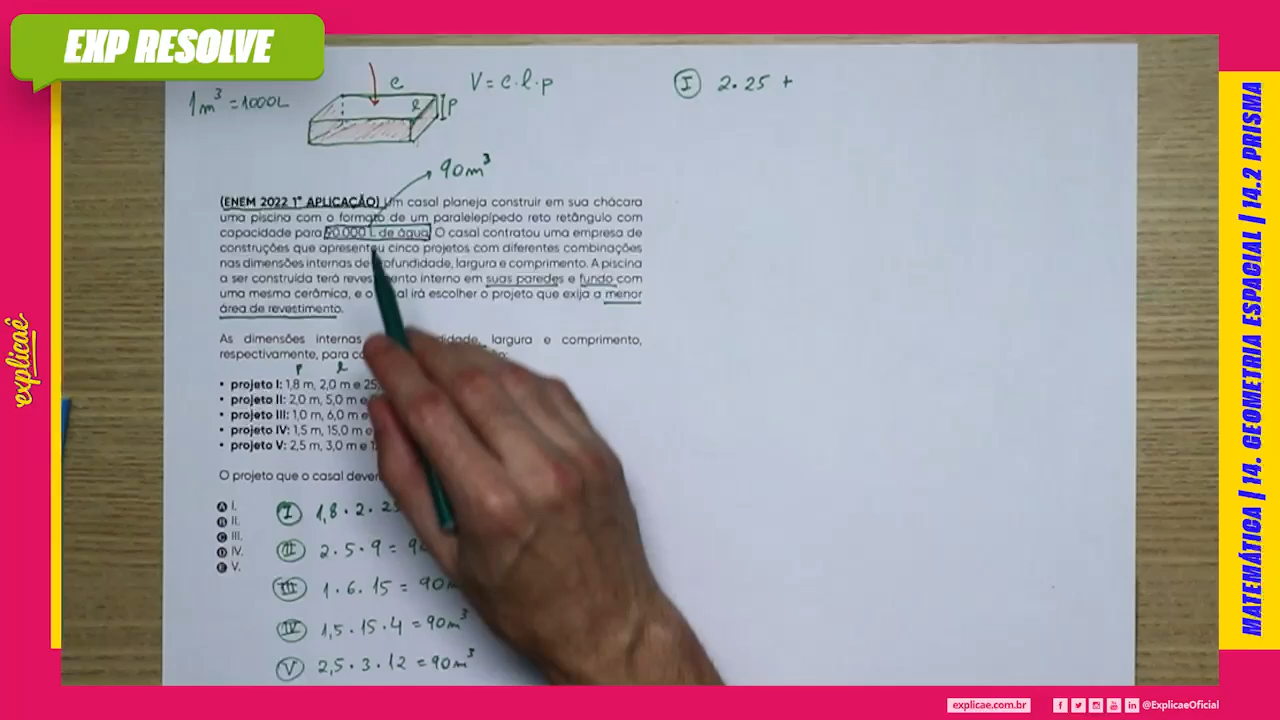 EXP RESOLVE
1m³ = 1000L
c
l
p
V = c·l·p
I 2·25 +
90m³
(ENEM 2022 1ª APLICAÇÃO) Um casal planeja construir em sua chácara
uma piscina com o formato de um paralelepípedo reto retângulo com
capacidade para 90.000 L de água. O casal contratou uma empresa de
construções que apresentou cinco projetos com diferentes combinações
nas dimensões internas de profundidade, largura e comprimento. A piscina
a ser construída terá revestimento interno em suas paredes e fundo com
uma mesma cerâmica, e o casal irá escolher o projeto que exija a menor
área de revestimento.
As dimensões internas largura e comprimento,
respectivamente, para
p l
• projeto I: 1,8 m, 2,0 m e 25
• projeto II: 2,0 m, 5,0 m e
• projeto III: 1,0 m, 6,0 m e
• projeto IV: 1,5 m, 15,0 m e
• projeto V: 2,5 m, 3,0 m e
O projeto que o casal
A I.
B II.
C III.
D IV.
E V.
I 1,8 · 2 · 25
II 2 · 5 · 9 =
III 1 · 6 · 15 = 90m
IV 1,5 · 15 · 4 = 90m³
V 2,5 · 3 · 12 = 90m³
explicaê
MATEMÁTICA | 14. GEOMETRIA ESPACIAL | 14.2 PRISMA
explicae.com.br
@ExplicaeOficial